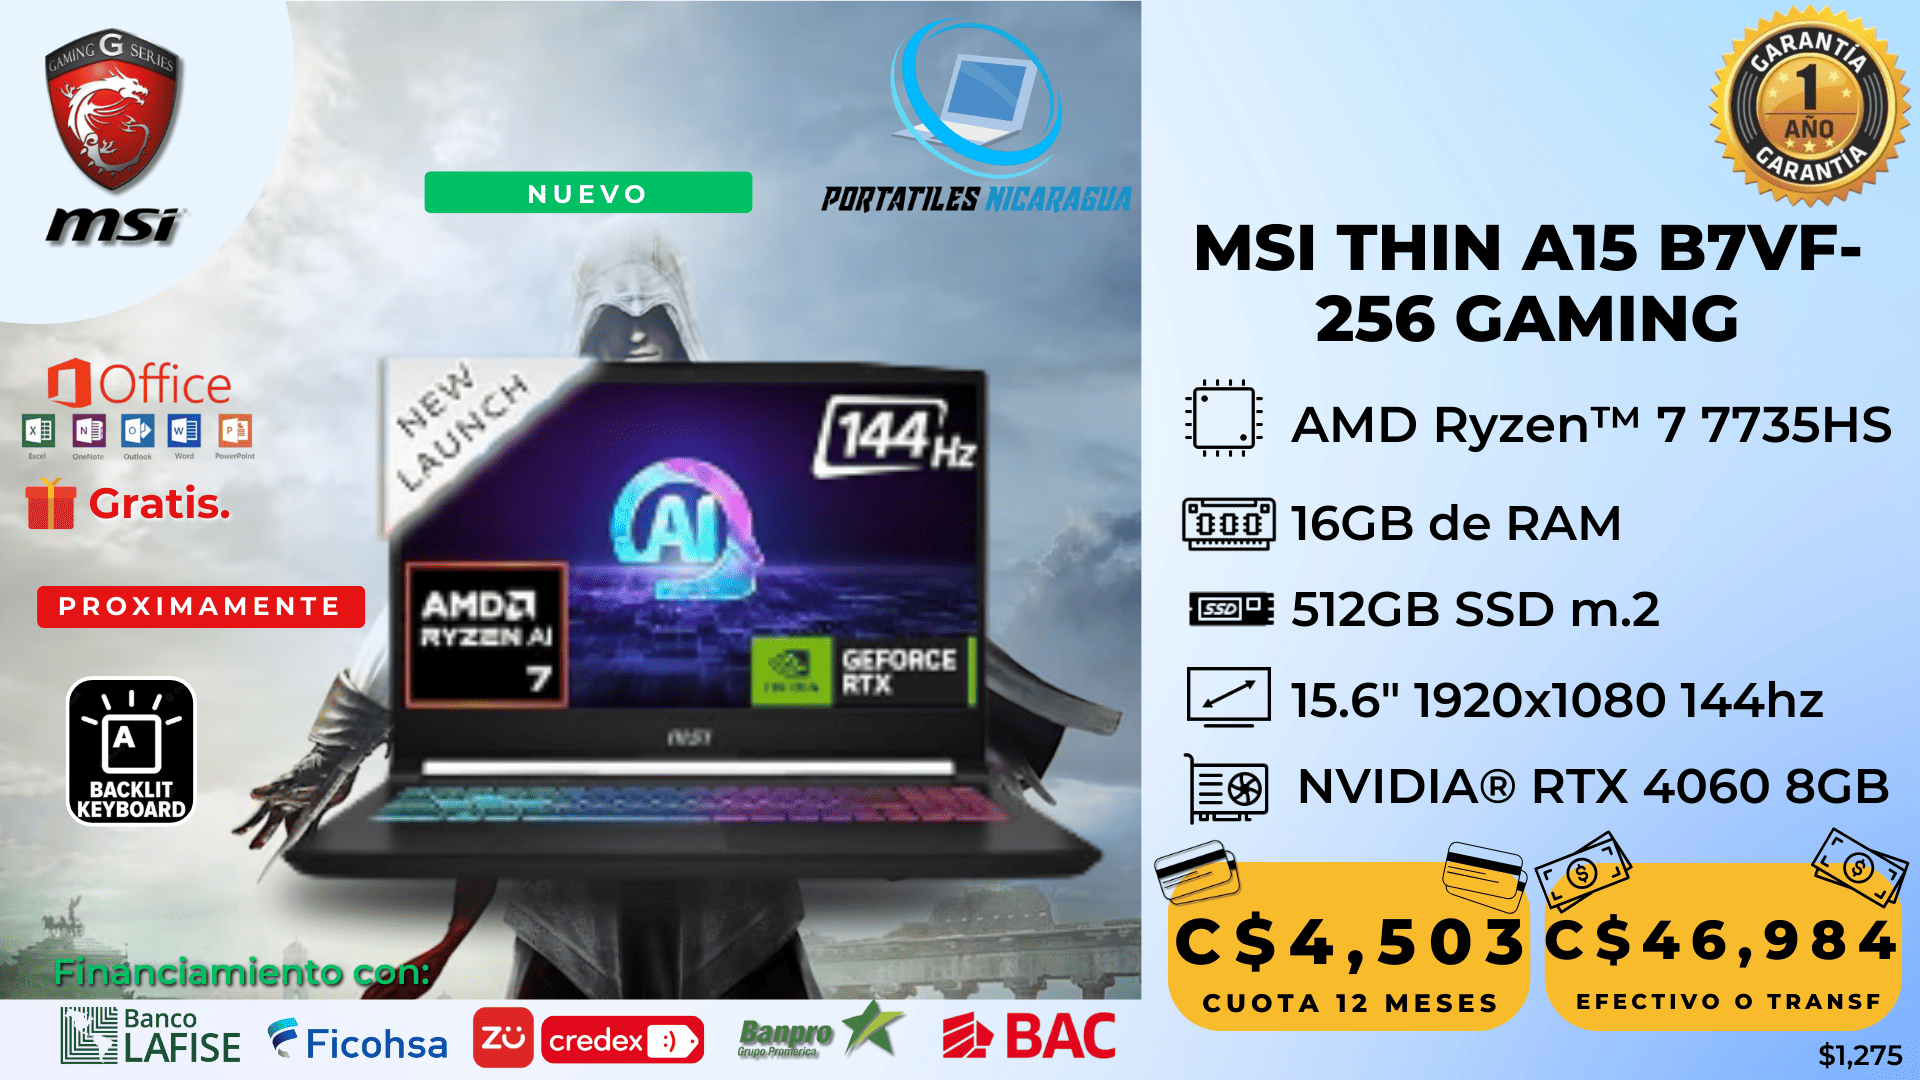 GAMING G SERIES
msi
NUEVO
PORTATILES NICARAGUA
GARANTÍA
1
AÑO
GARANTÍA
MSI THIN A15 B7VF-
256 GAMING
Office
Excel OneNote Outlook Word PowerPoint
Gratis.
PROXIMAMENTE
A
BACKLIT
KEYBOARD
NEW
LAUNCH
144Hz
AI
AMD
RYZEN AI
7
NVIDIA
GEFORCE
RTX
msi
AMD Ryzen™ 7 7735HS
16GB de RAM
SSD
512GB SSD m.2
15.6" 1920x1080 144hz
NVIDIA® RTX 4060 8GB
C$4,503
CUOTA 12 MESES
C$46,984
EFECTIVO O TRANSF
$1,275
Financiamiento con:
Banco
LAFISE
Ficohsa
zū
credex :)
Banpro
Grupo Promerica
BAC